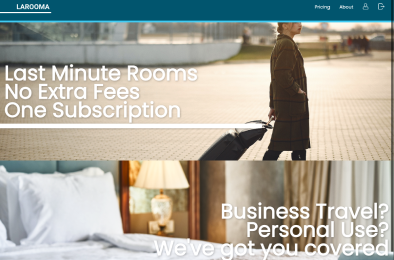 LAROOMA
Pricing
About
Last Minute Rooms
No Extra Fees
One Subscription
Business Travel?
Personal Use?
We've got you covered.